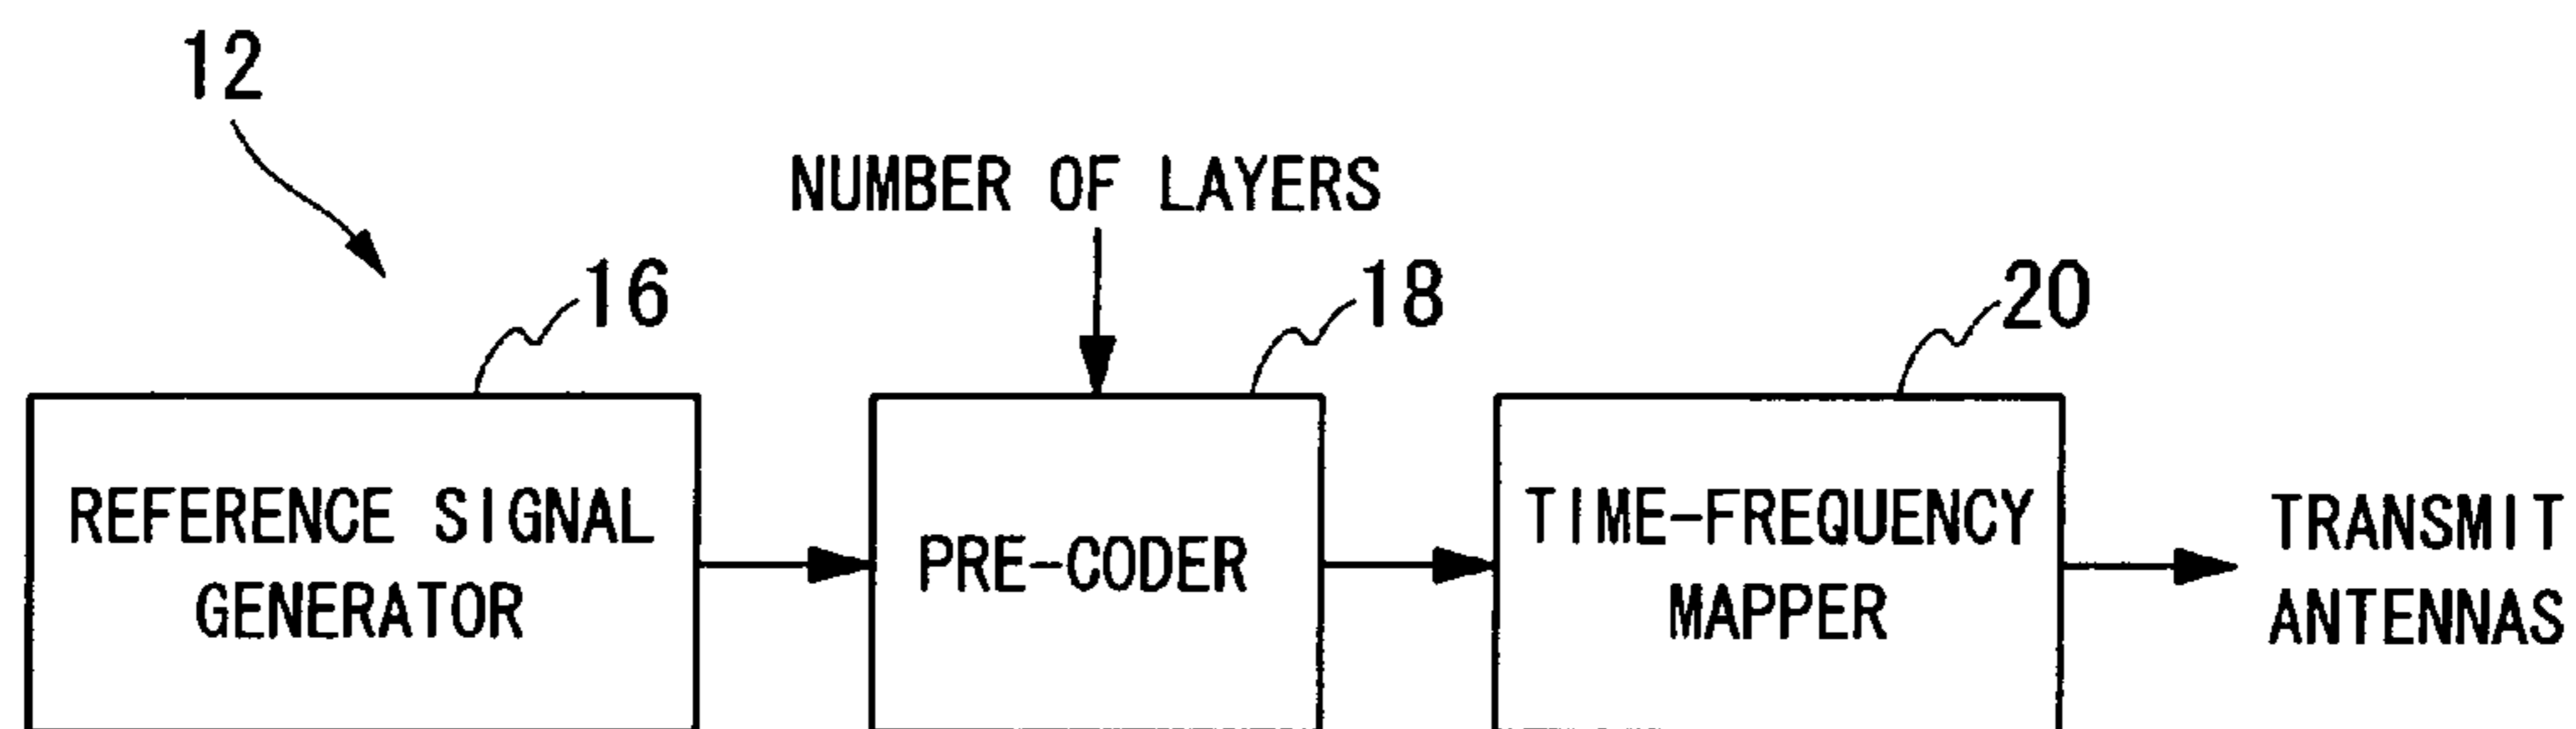 12
NUMBER OF LAYERS
16
18
20
REFERENCE SIGNAL
GENERATOR
PRE-CODER
TIME-FREQUENCY
MAPPER
TRANSMIT
ANTENNAS